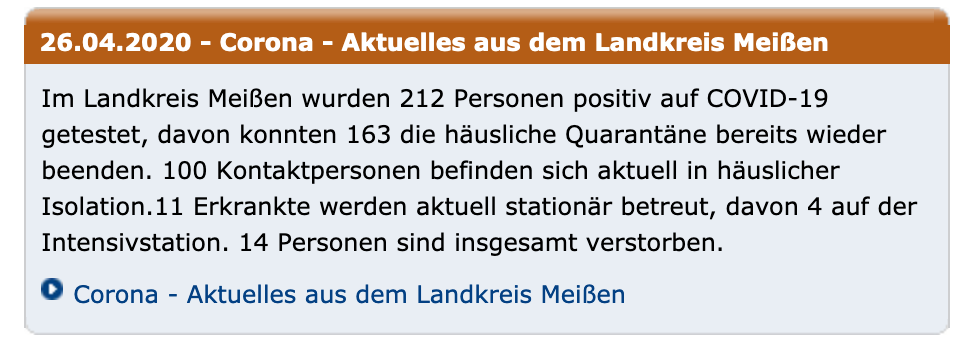 26.04.2020 - Corona - Aktuelles aus dem Landkreis Meißen
Im Landkreis Meißen wurden 212 Personen positiv auf COVID-19
getestet, davon konnten 163 die häusliche Quarantäne bereits wieder
beenden. 100 Kontaktpersonen befinden sich aktuell in häuslicher
Isolation.11 Erkrankte werden aktuell stationär betreut, davon 4 auf der
Intensivstation. 14 Personen sind insgesamt verstorben.
Corona - Aktuelles aus dem Landkreis Meißen